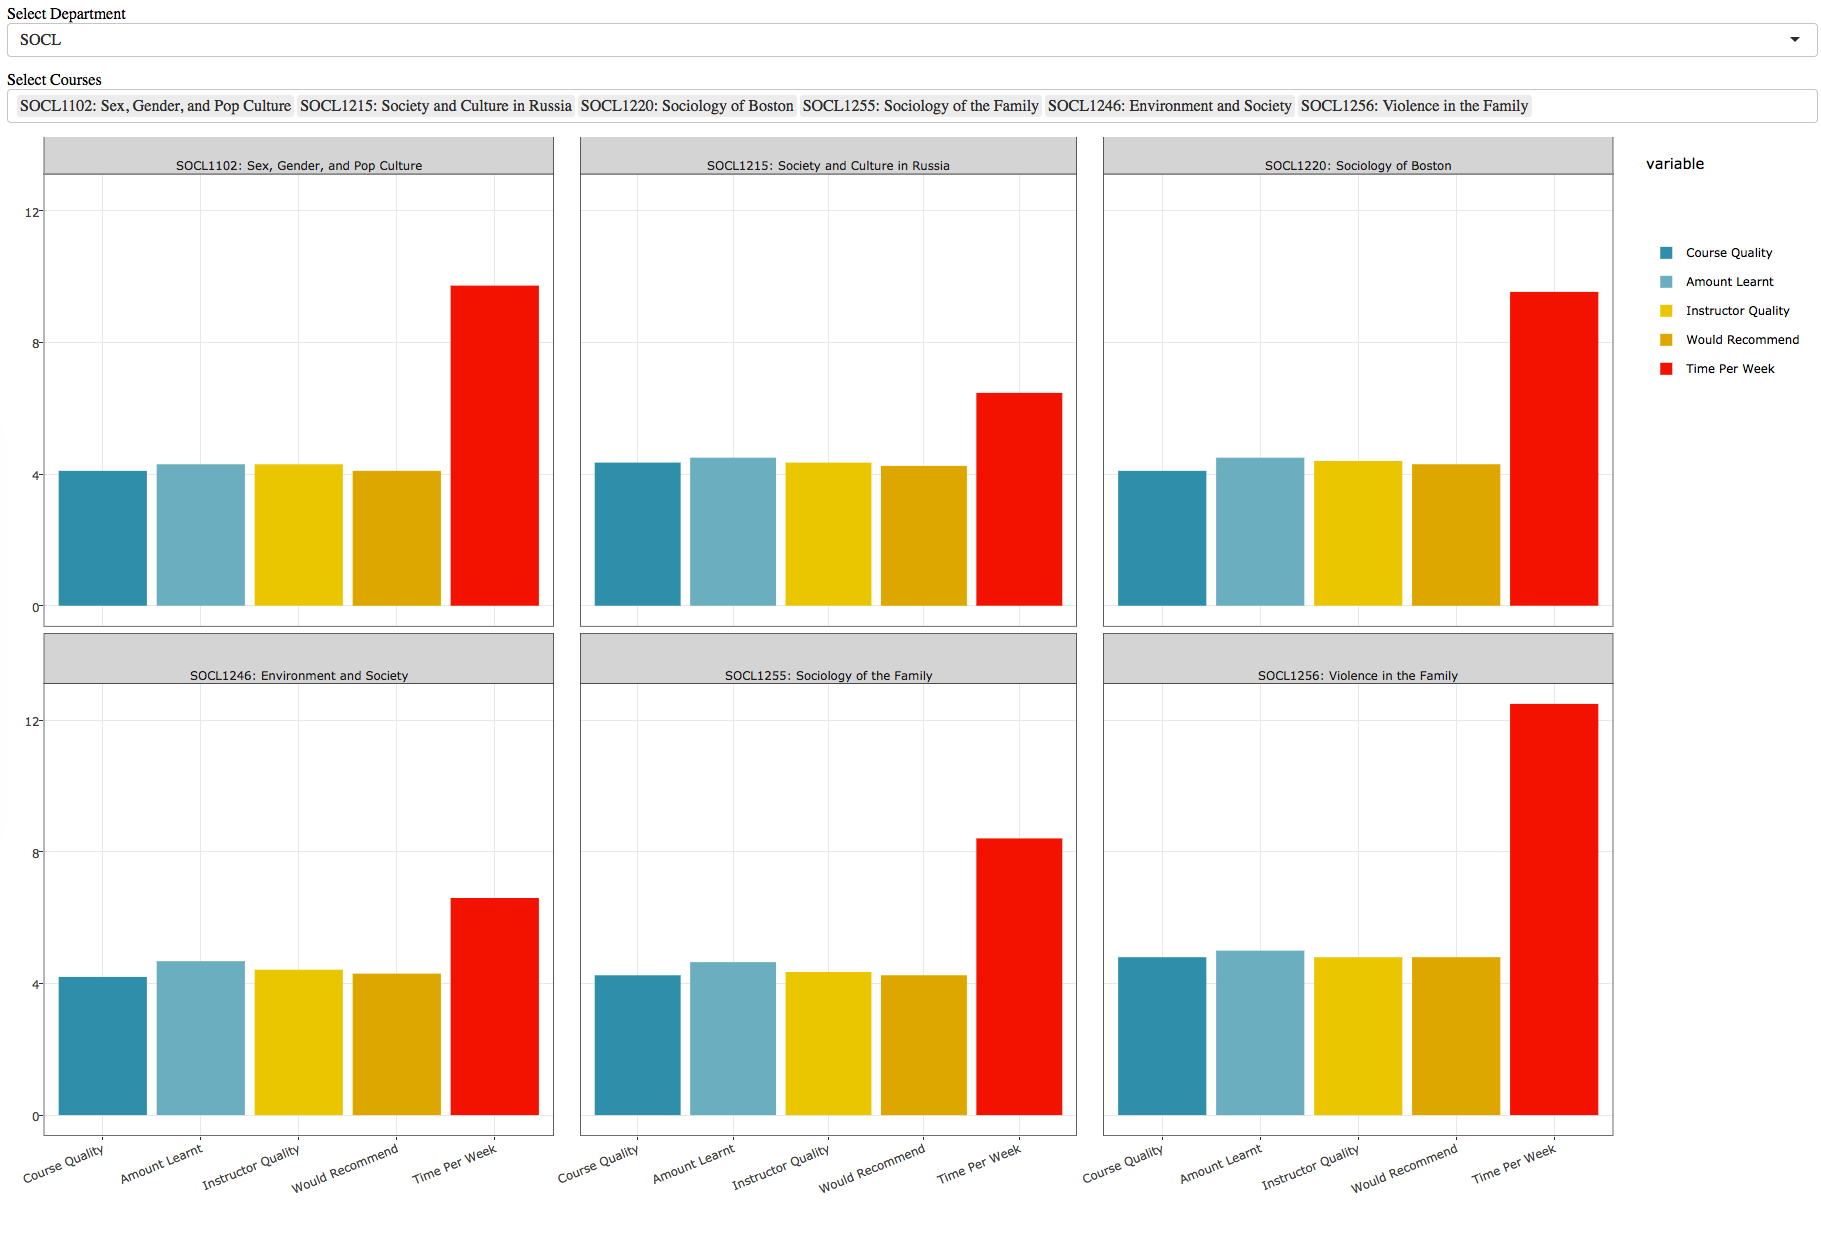 Select Department
SOCL
Select Courses
SOCL1102: Sex, Gender, and Pop Culture SOCL1215: Society and Culture in Russia SOCL1220: Sociology of Boston SOCL1255: Sociology of the Family SOCL1246: Environment and Society SOCL1256: Violence in the Family
SOCL1102: Sex, Gender, and Pop Culture
SOCL1215: Society and Culture in Russia
SOCL1220: Sociology of Boston
variable
Course Quality
Amount Learnt
Instructor Quality
Would Recommend
Time Per Week
12
8
4
0
SOCL1246: Environment and Society
SOCL1255: Sociology of the Family
SOCL1256: Violence in the Family
12
8
4
0
Course Quality
Amount Learnt
Instructor Quality
Would Recommend
Time Per Week
Course Quality
Amount Learnt
Instructor Quality
Would Recommend
Time Per Week
Course Quality
Amount Learnt
Instructor Quality
Would Recommend
Time Per Week